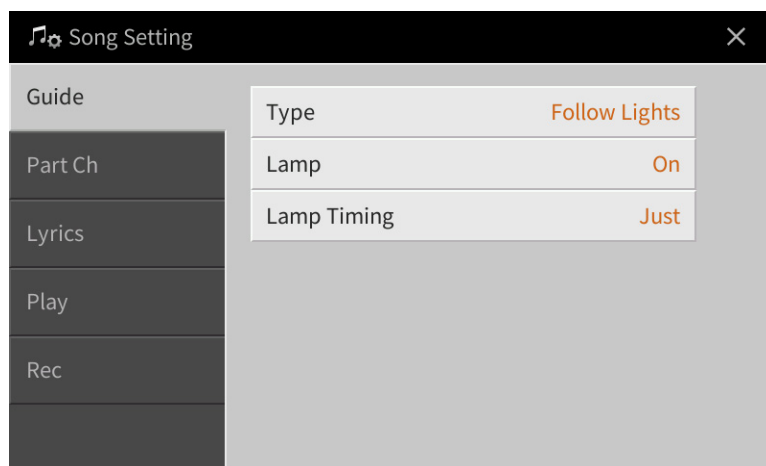 Song Setting
Guide
Type Follow Lights
Part Ch
Lamp On
Lyrics
Lamp Timing Just
Play
Rec